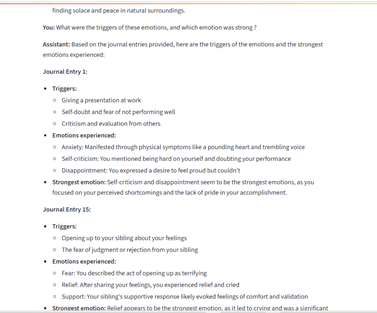 finding solace and peace in natural surroundings.
You: What were the triggers of these emotions, and which emotion was strong ?
Assistant: Based on the journal entries provided, here are the triggers of the emotions and the strongest
emotions experienced:
Journal Entry 1:
• Triggers:
○ Giving a presentation at work
○ Self-doubt and fear of not performing well
○ Criticism and evaluation from others
• Emotions experienced:
○ Anxiety: Manifested through physical symptoms like a pounding heart and trembling voice
○ Self-criticism: You mentioned being hard on yourself and doubting your performance
○ Disappointment: You expressed a desire to feel proud but couldn't
• Strongest emotion: Self-criticism and disappointment seem to be the strongest emotions, as you
focused on your perceived shortcomings and the lack of pride in your accomplishment.
Journal Entry 15:
• Triggers:
○ Opening up to your sibling about your feelings
○ The fear of judgment or rejection from your sibling
• Emotions experienced:
○ Fear: You described the act of opening up as terrifying
○ Relief: After sharing your feelings, you experienced relief and cried
○ Support: Your sibling's supportive response likely evoked feelings of comfort and validation
• Strongest emotion: Relief appears to be the strongest emotion, as it led to crying and was a significant